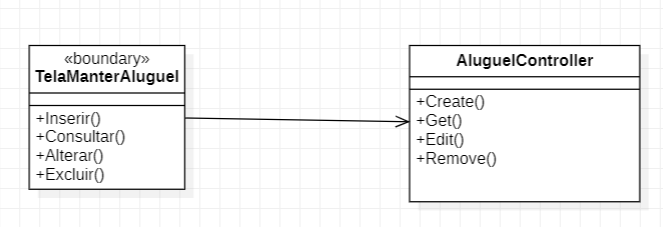 «boundary»
TelaManterAluguel
+Inserir()
+Consultar()
+Alterar()
+Excluir()
AluguelController
+Create()
+Get()
+Edit()
+Remove()